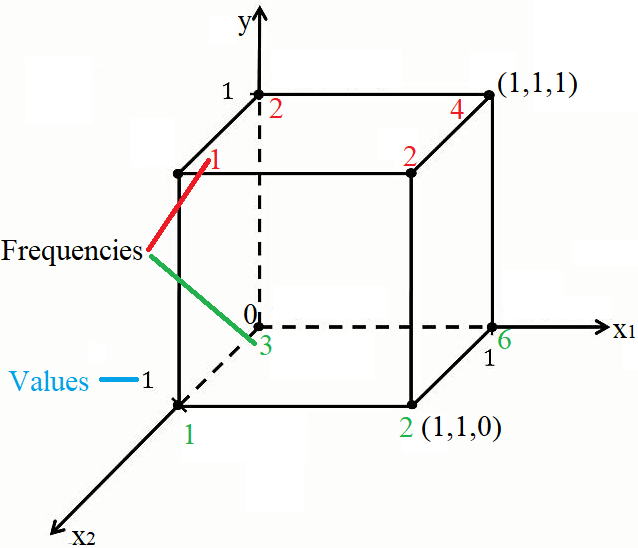 y
1
2
(1,1,1)
4
1
2
Frequencies
0
3
x1
6
1
Values
1
1
2
(1,1,0)
x2